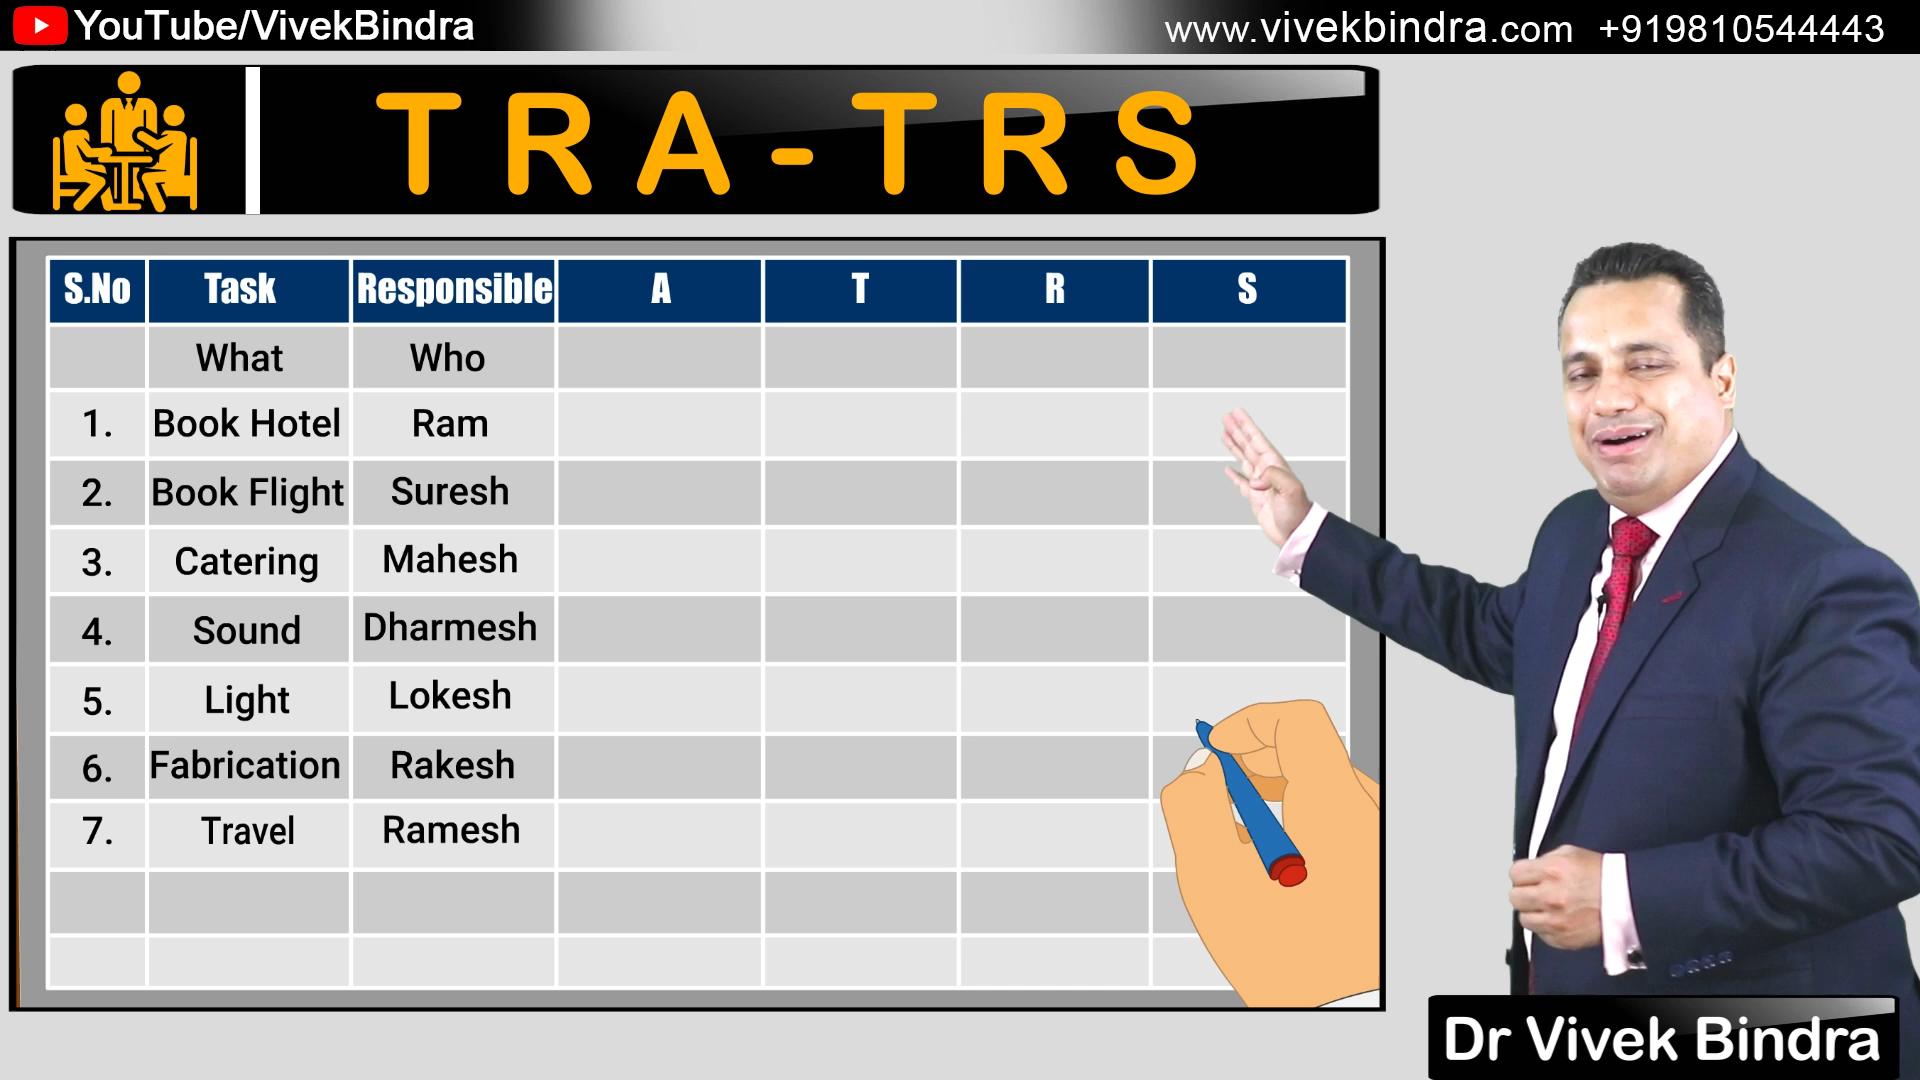 YouTube/VivekBindra
www.vivekbindra.com +919810544443
TRA-TRS
S.No Task Responsible A T R S
What Who
1. Book Hotel Ram
2. Book Flight Suresh
3. Catering Mahesh
4. Sound Dharmesh
5. Light Lokesh
6. Fabrication Rakesh
7. Travel Ramesh
Dr Vivek Bindra